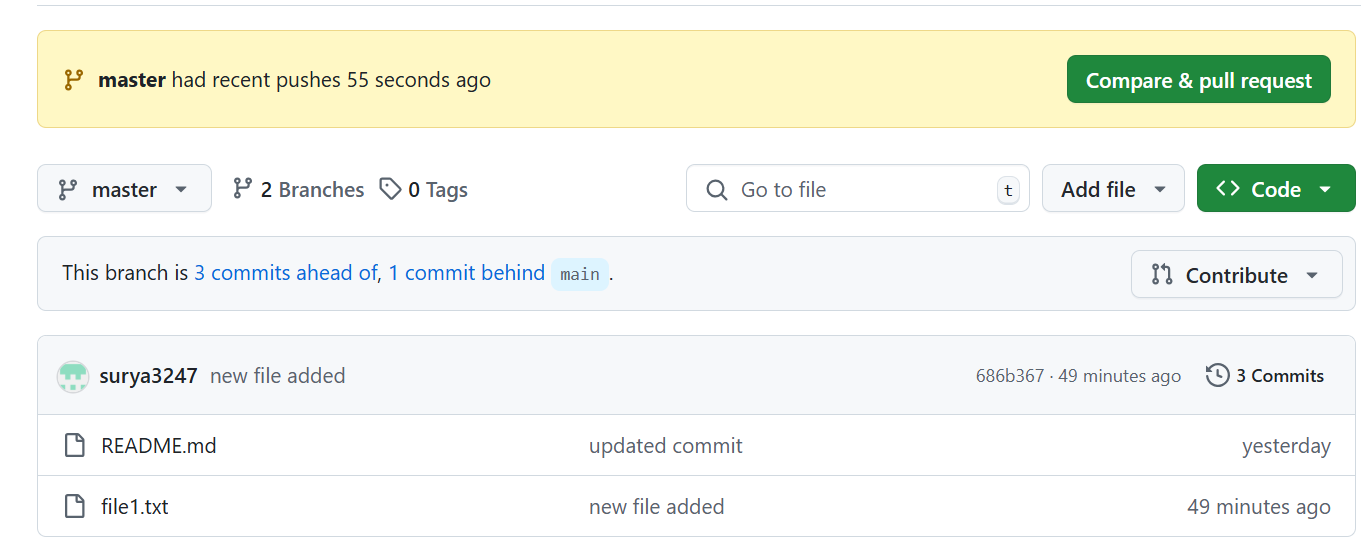 master had recent pushes 55 seconds ago
Compare & pull request
master
2 Branches
0 Tags
Go to file
t
Add file
Code
This branch is 3 commits ahead of, 1 commit behind main.
Contribute
surya3247 new file added
686b367 · 49 minutes ago
3 Commits
README.md
updated commit
yesterday
file1.txt
new file added
49 minutes ago